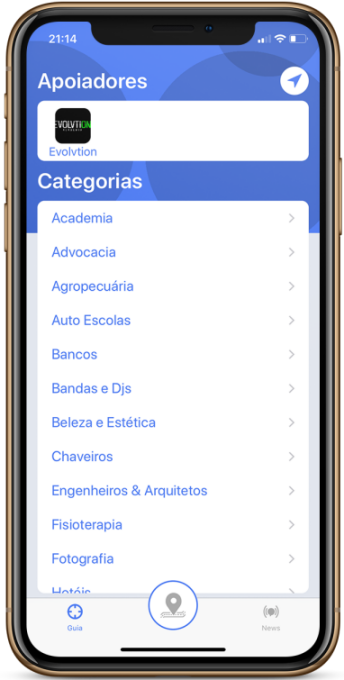 21:14
Apoiadores
EVOLVTION
Evolvtion
Categorias
Academia
Advocacia
Agropecuária
Auto Escolas
Bancos
Bandas e Djs
Beleza e Estética
Chaveiros
Engenheiros & Arquitetos
Fisioterapia
Fotografia
Hotéis
Guia
News